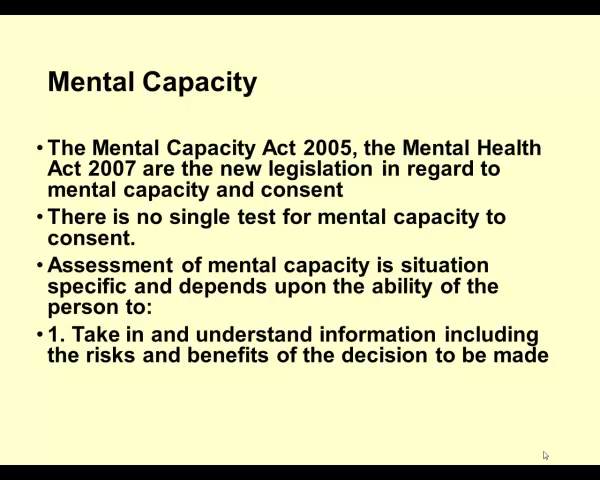 Mental Capacity
• The Mental Capacity Act 2005, the Mental Health
Act 2007 are the new legislation in regard to
mental capacity and consent
• There is no single test for mental capacity to
consent.
• Assessment of mental capacity is situation
specific and depends upon the ability of the
person to:
• 1. Take in and understand information including
the risks and benefits of the decision to be made